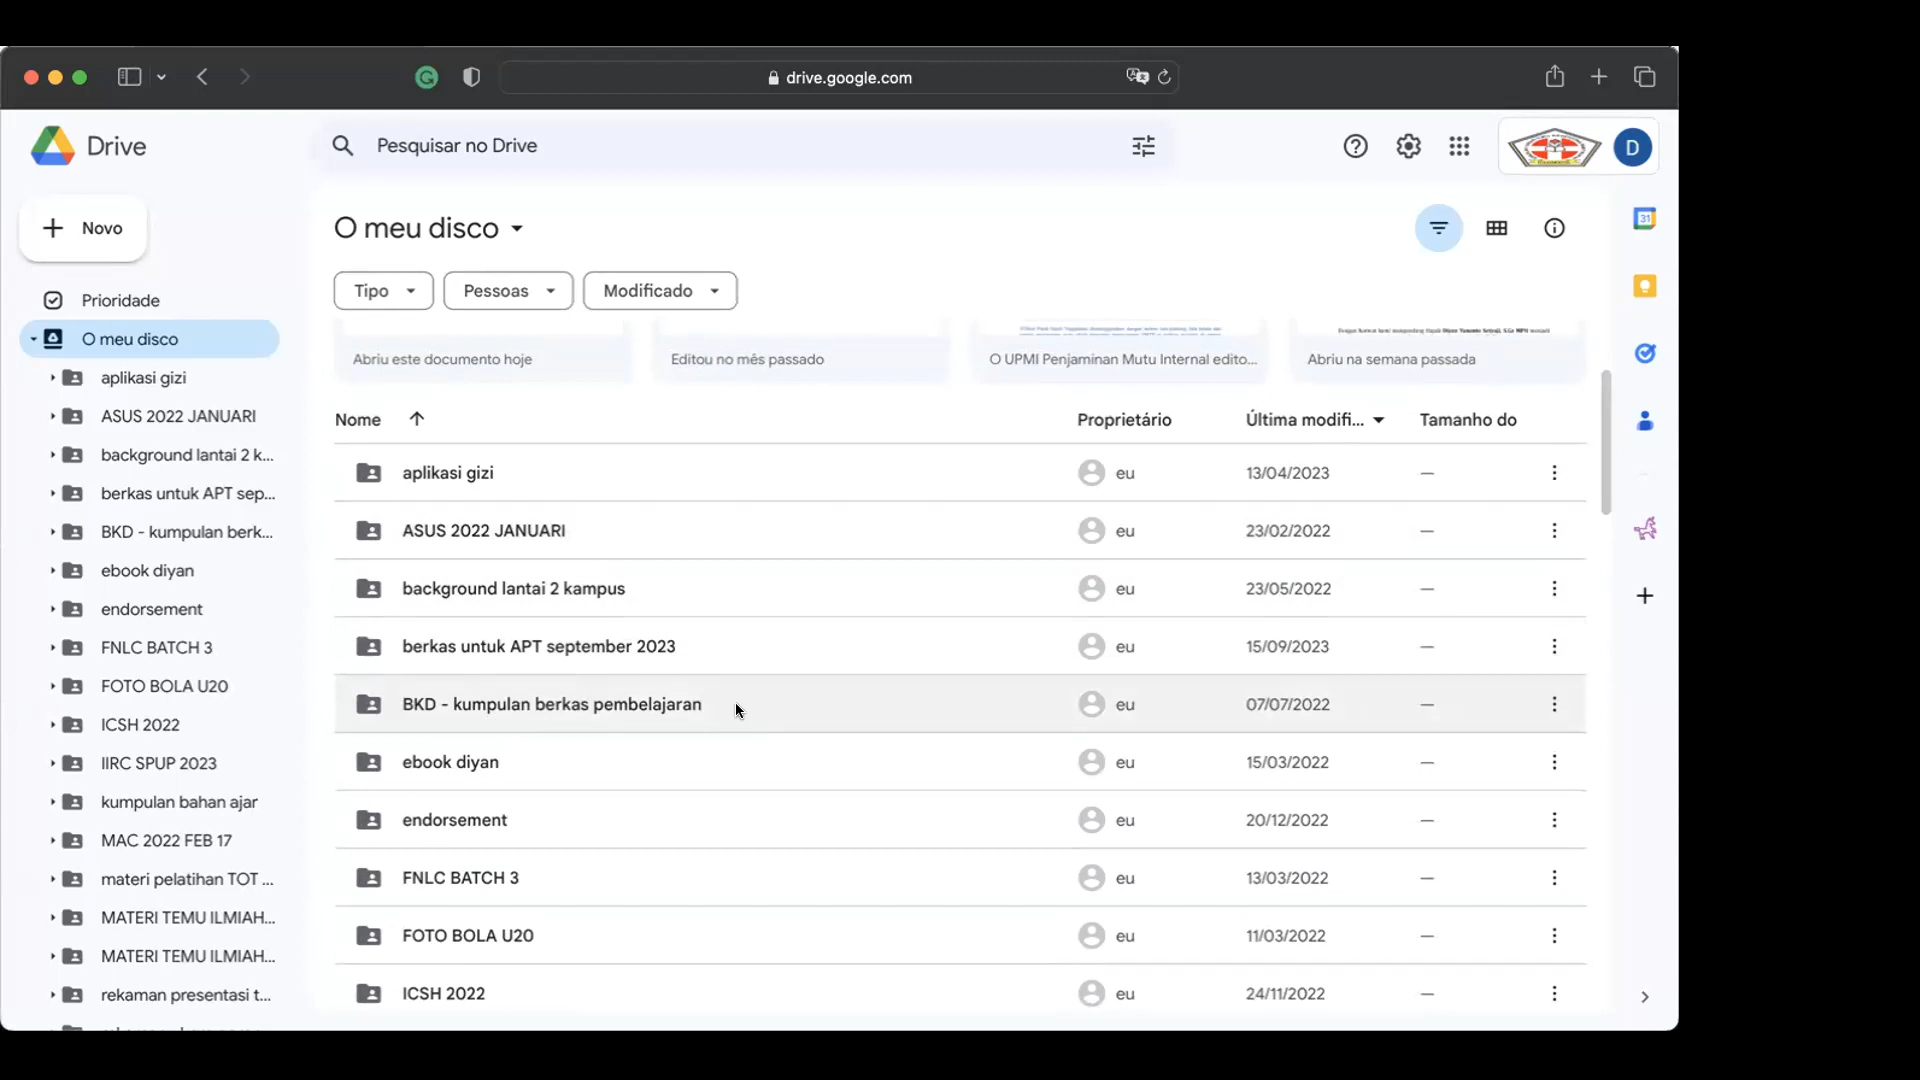 drive.google.com
Drive
Pesquisar no Drive
D
Novo
O meu disco
31
Tipo
Pessoas
Modificado
Prioridade
O meu disco
aplikasi gizi
ASUS 2022 JANUARI
background lantai 2 k...
berkas untuk APT sep...
BKD - kumpulan berk...
ebook diyan
endorsement
FNLC BATCH 3
FOTO BOLA U20
ICSH 2022
IIRC SPUP 2023
kumpulan bahan ajar
MAC 2022 FEB 17
materi pelatihan TOT ...
MATERI TEMU ILMIAH...
MATERI TEMU ILMIAH...
rekaman presentasi t...
Abriu este documento hoje
Editou no mês passado
O UPMI Penjaminan Mutu Internal edito...
Abriu na semana passada
Nome Proprietário Última modifi... Tamanho do
aplikasi gizi eu 13/04/2023 —
ASUS 2022 JANUARI eu 23/02/2022 —
background lantai 2 kampus eu 23/05/2022 —
berkas untuk APT september 2023 eu 15/09/2023 —
BKD - kumpulan berkas pembelajaran eu 07/07/2022 —
ebook diyan eu 15/03/2022 —
endorsement eu 20/12/2022 —
FNLC BATCH 3 eu 13/03/2022 —
FOTO BOLA U20 eu 11/03/2022 —
ICSH 2022 eu 24/11/2022 —